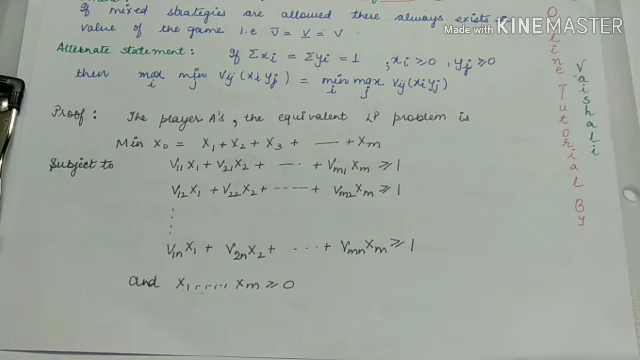 If mixed strategies are allowed there always exists a
value of the game. i.e V̅ = V̲ = V
Alternate statement: If Σxi = Σyi = 1 , xi ≥ 0, yj ≥ 0
then max i min j Vij (xi yj) = min i max j Vij (xi yj)
Proof: The player A's, the equivalent LP problem is
Min X0 = X1 + X2 + X3 + — + Xm
Subject to V11 X1 + V21 X2 + --- + Vm1 Xm ≥ 1
V12 X1 + V22 X2 + ----- + Vm2 Xm ≥ 1
V1n X1 + V2n X2 + ... + Vmn Xm ≥ 1
and X1, ...... Xm ≥ 0
Online Tutorial By
Vaishali
Made with KINEMASTER